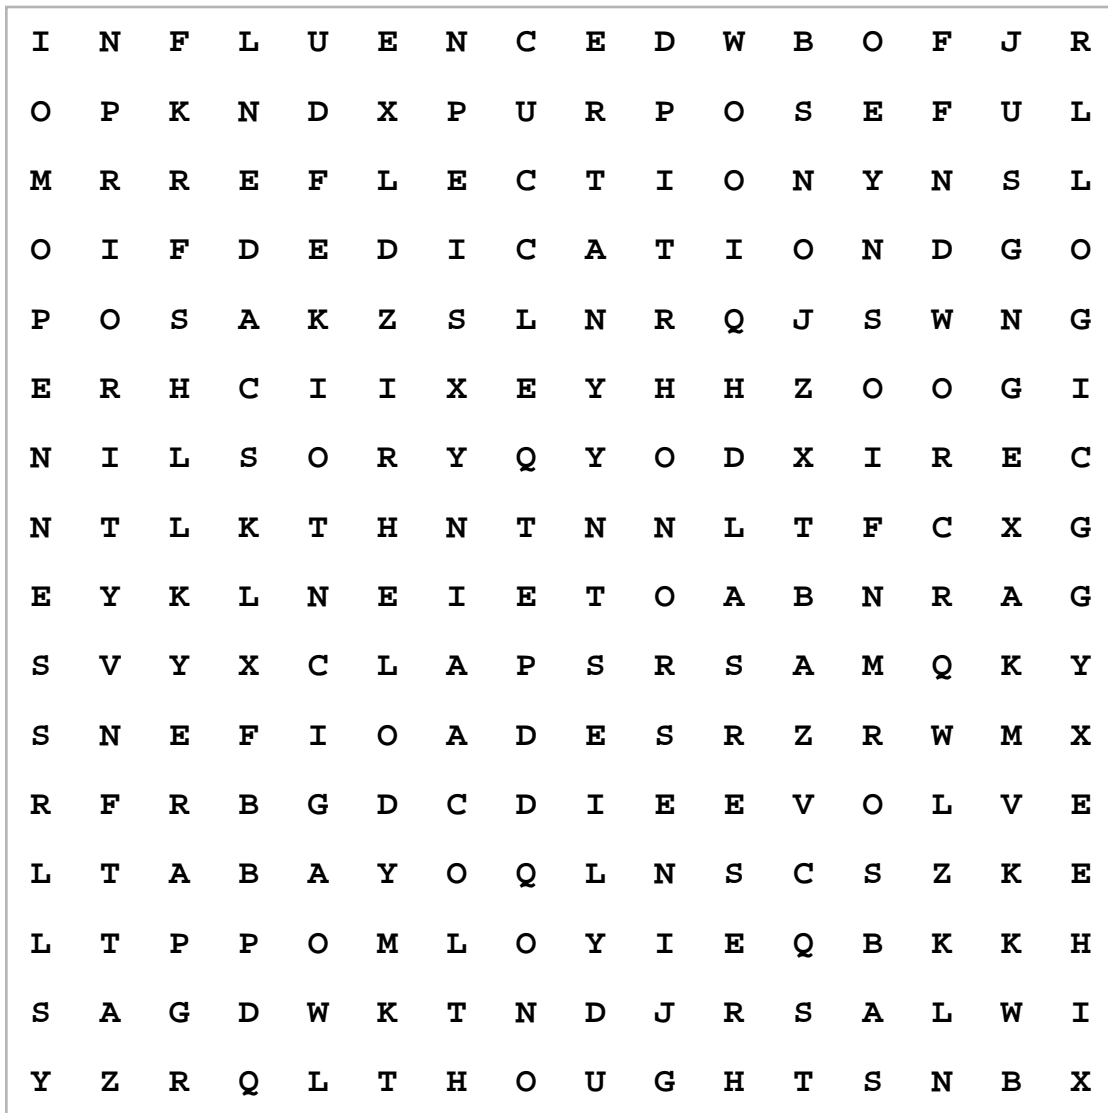 I N F L U E N C E D W B O F J R
O P K N D X P U R P O S E F U L
M R R E F L E C T I O N Y N S L
O I F D E D I C A T I O N D G O
P O S A K Z S L N R Q J S W N G
E R H C I I X E Y H H Z O O G I
N I L S O R Y Q Y O D X I R E C
N T L K T H N T N N L T F C X G
E Y K L N E I E T O A B N R A G
S V Y X C L A P S R S A M Q K Y
S N E F I O A D E S R Z R W M X
R F R B G D C D I E E V O L V E
L T A B A Y O Q L N S C S Z K E
L T P P O M L O Y I E Q B K K H
S A G D W K T N D J R S A L W I
Y Z R Q L T H O U G H T S N B X